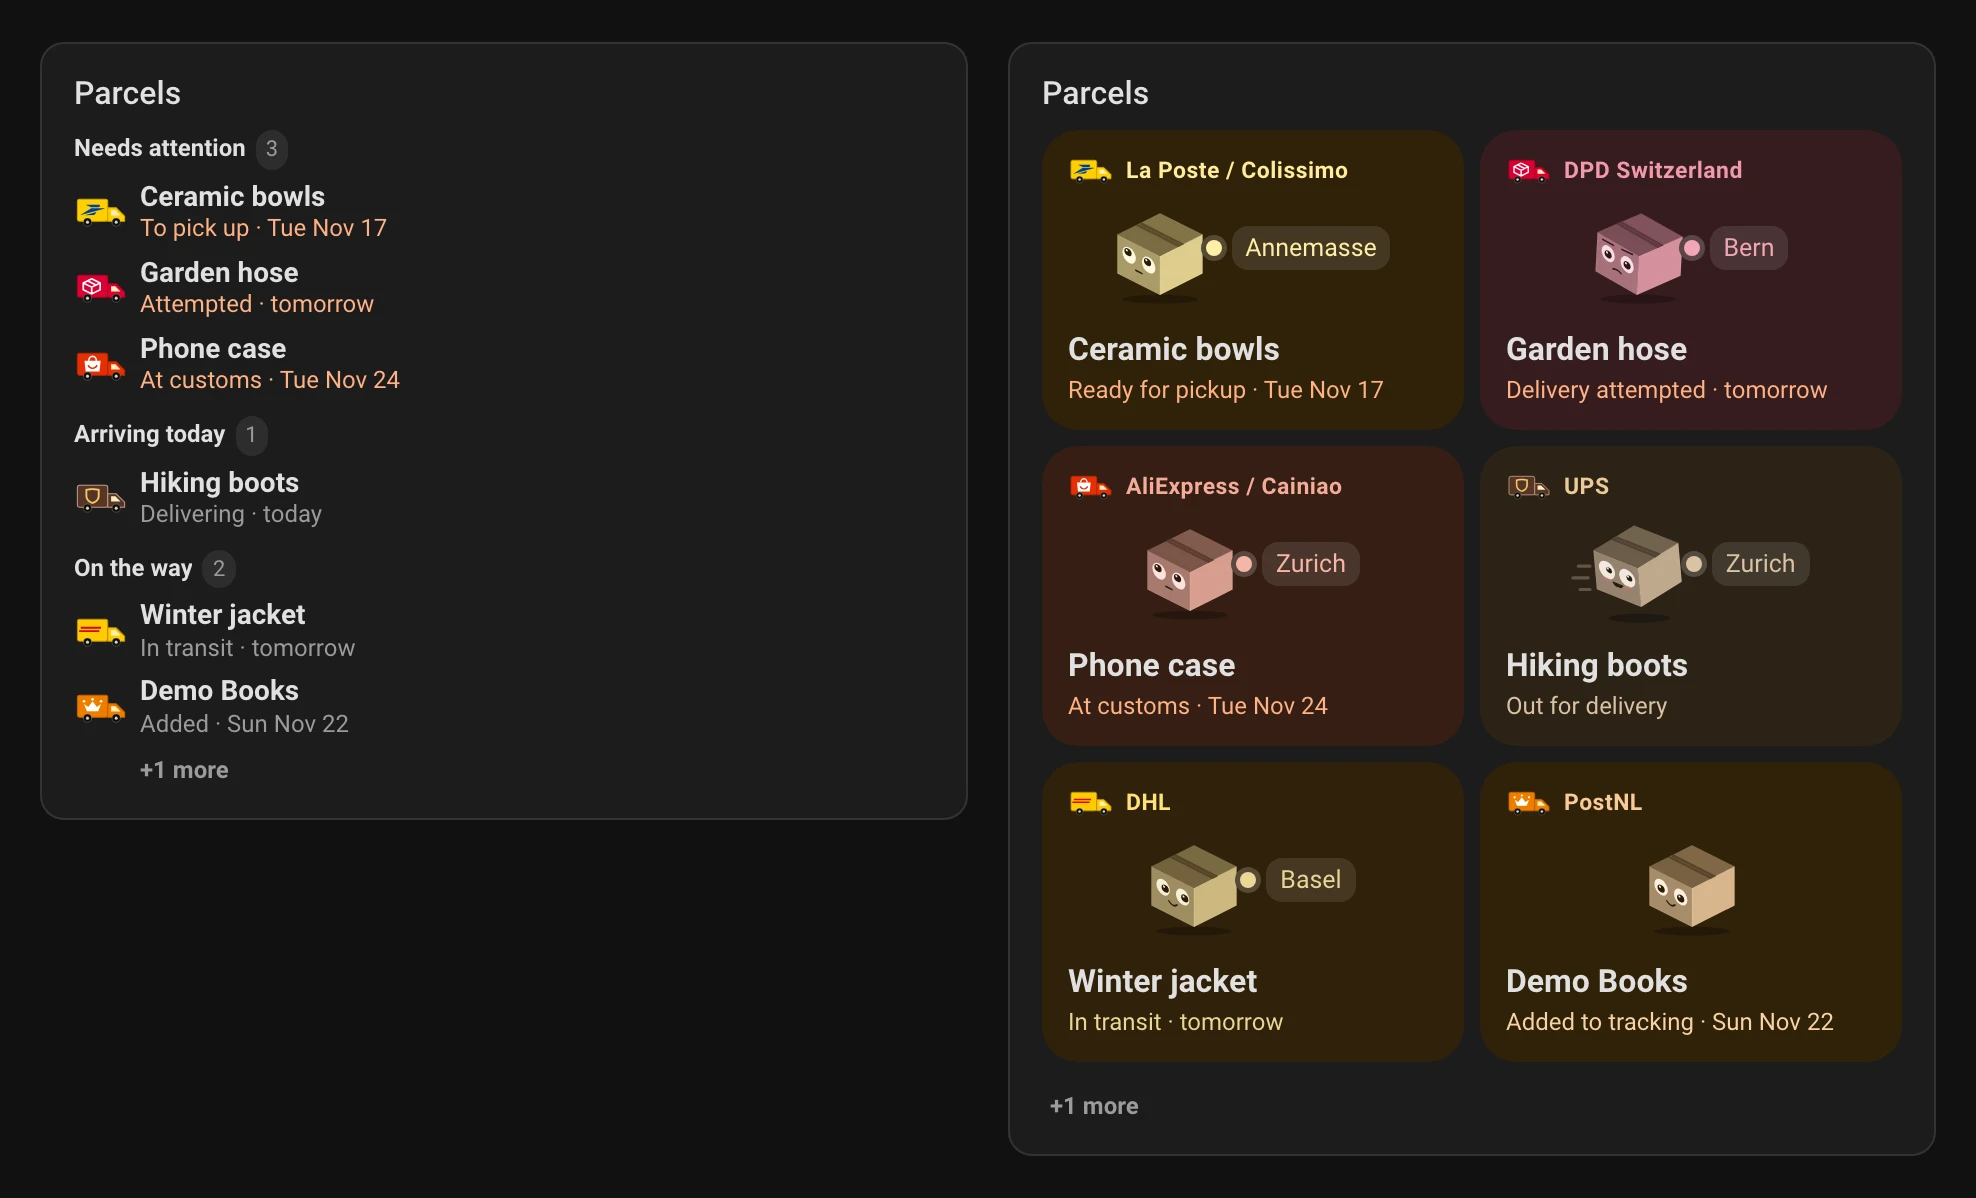 Parcels
Needs attention 3
Ceramic bowls
To pick up · Tue Nov 17
Garden hose
Attempted · tomorrow
Phone case
At customs · Tue Nov 24
Arriving today 1
Hiking boots
Delivering · today
On the way 2
Winter jacket
In transit · tomorrow
Demo Books
Added · Sun Nov 22
+1 more
Parcels
La Poste / Colissimo
Annemasse
Ceramic bowls
Ready for pickup · Tue Nov 17
DPD Switzerland
Bern
Garden hose
Delivery attempted · tomorrow
AliExpress / Cainiao
Zurich
Phone case
At customs · Tue Nov 24
UPS
Zurich
Hiking boots
Out for delivery
DHL
Basel
Winter jacket
In transit · tomorrow
PostNL
Demo Books
Added to tracking · Sun Nov 22
+1 more